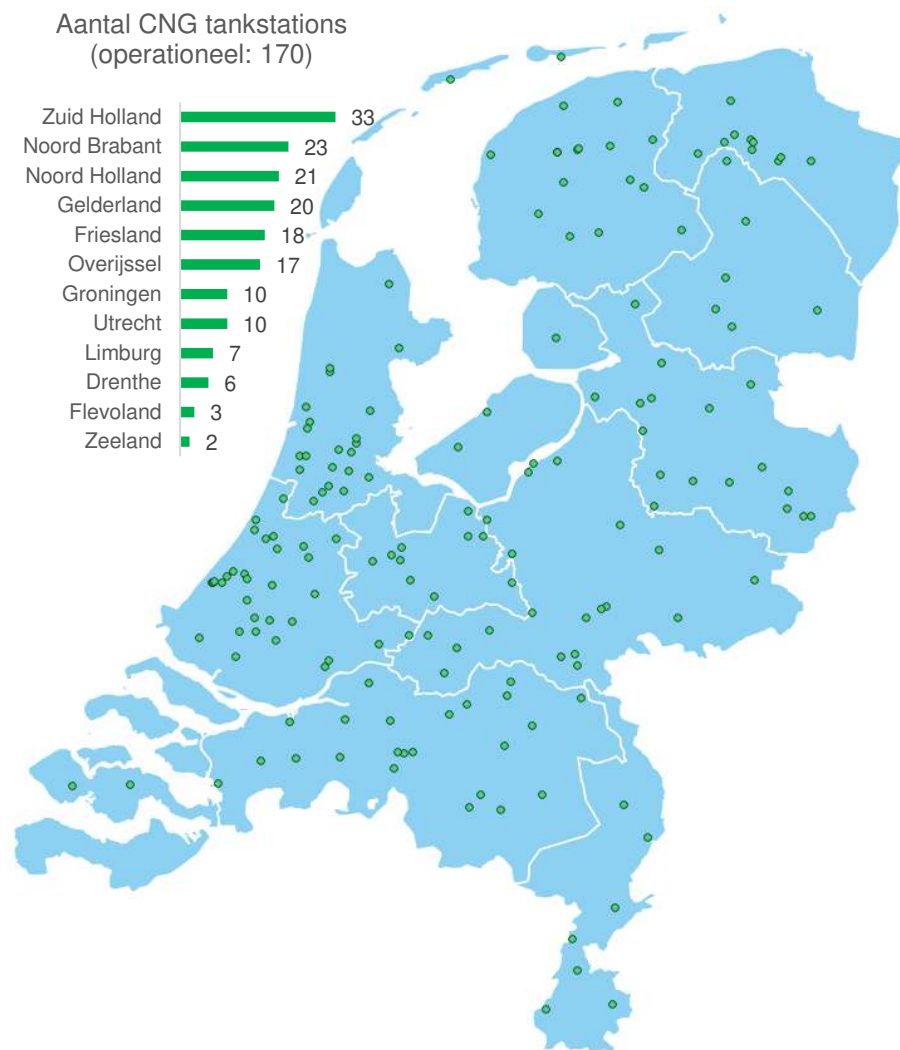 Aantal CNG tankstations
(operationeel: 170)
Zuid Holland 33
Noord Brabant 23
Noord Holland 21
Gelderland 20
Friesland 18
Overijssel 17
Groningen 10
Utrecht 10
Limburg 7
Drenthe 6
Flevoland 3
Zeeland 2